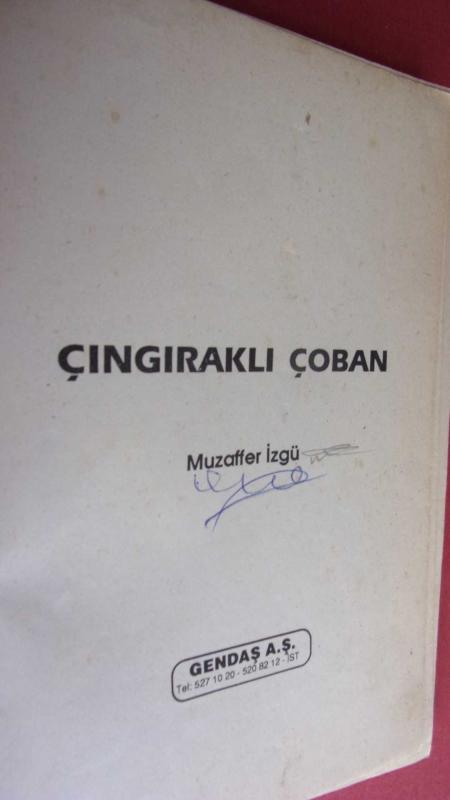 ÇINGIRAKLI ÇOBAN
Muzaffer İzgü
GENDAŞ A.Ş.
Tel: 527 10 20 - 520 82 12 - İST